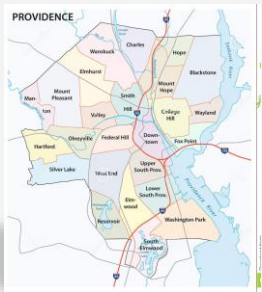 PROVIDENCE
Charles
Wanskuck
Hope
Elmhurst
Blackstone
Mount
Hope
Mount
Pleasant
Man-
ton
Smith
Hill
Valley
College
Hill
Wayland
Olneyville
Federal Hill
Down-
town
Fox Point
Hartford
Silver Lake
West End
Upper
South Prov.
Elm-
wood
Lower
South Prov.
Providence River
Reservoir
Washington Park
South
Elmwood